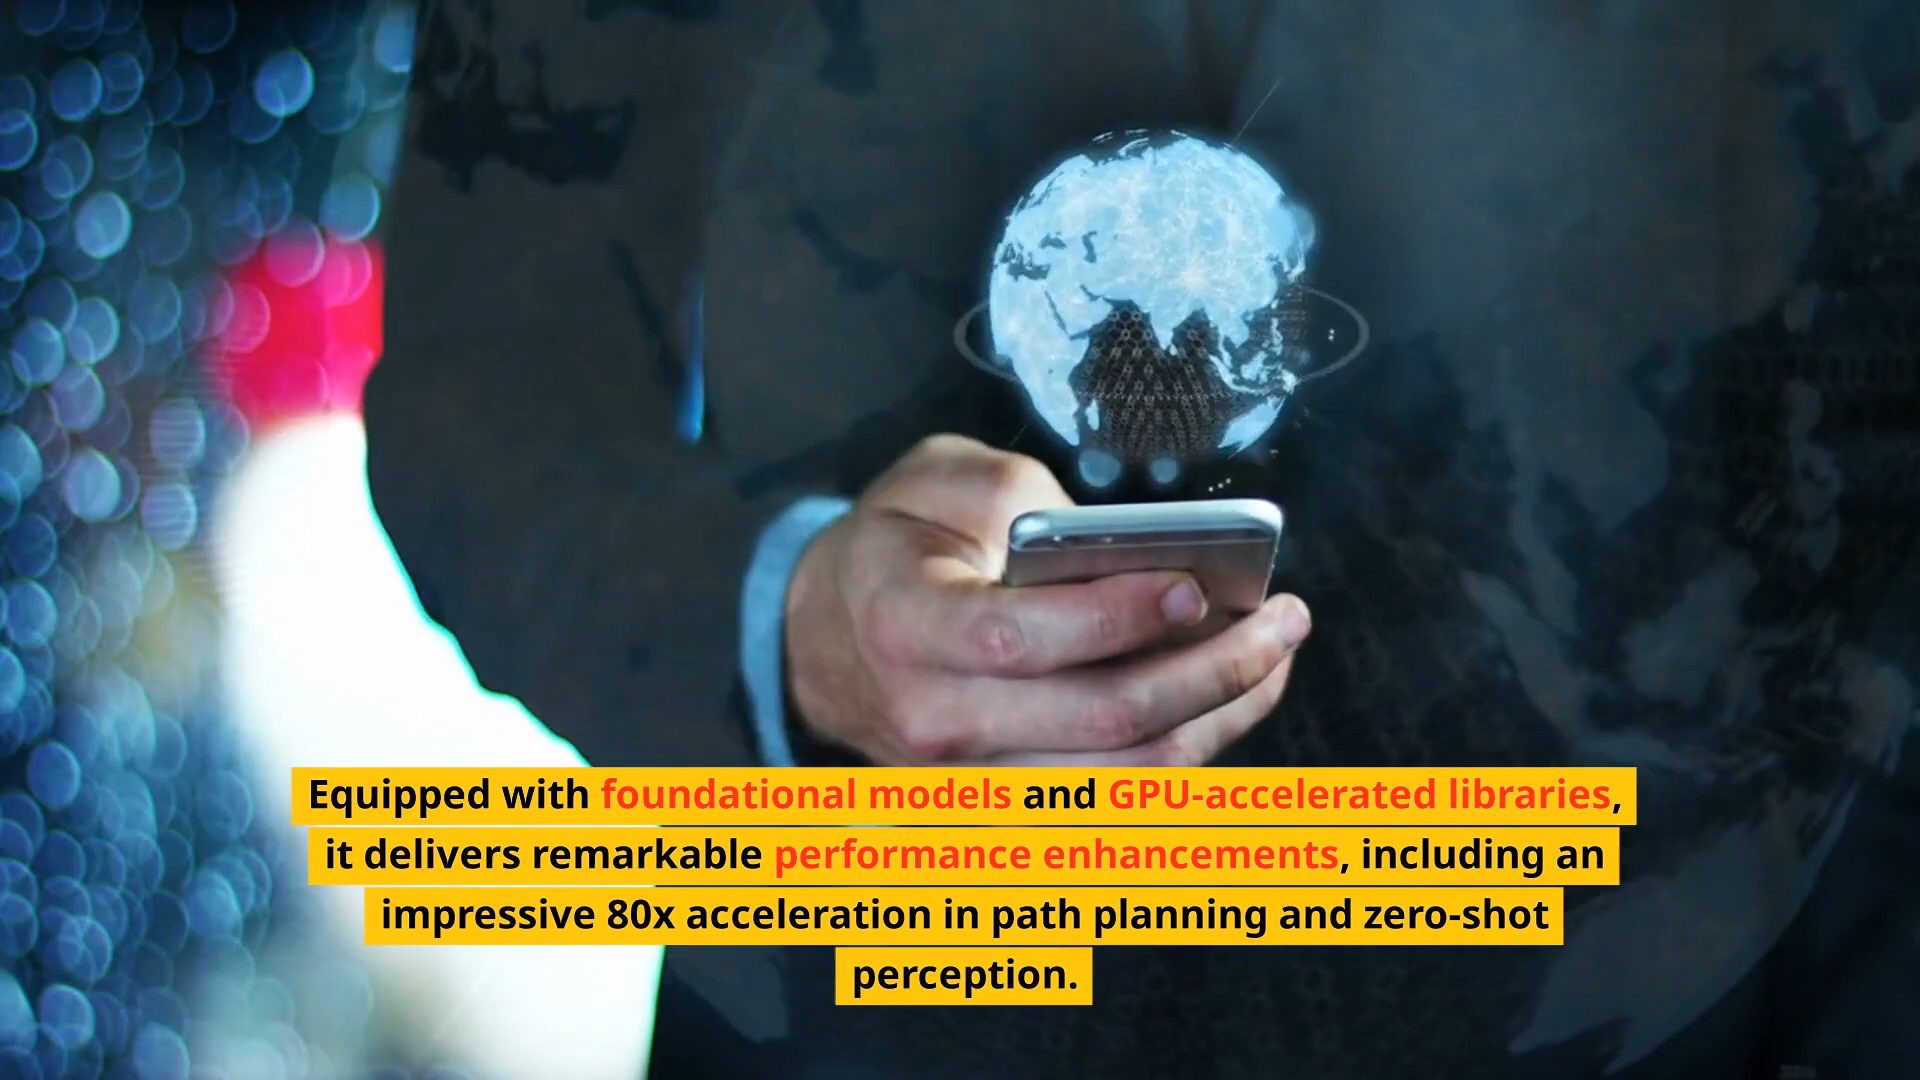 Equipped with foundational models and GPU-accelerated libraries,
it delivers remarkable performance enhancements, including an
impressive 80x acceleration in path planning and zero-shot
perception.